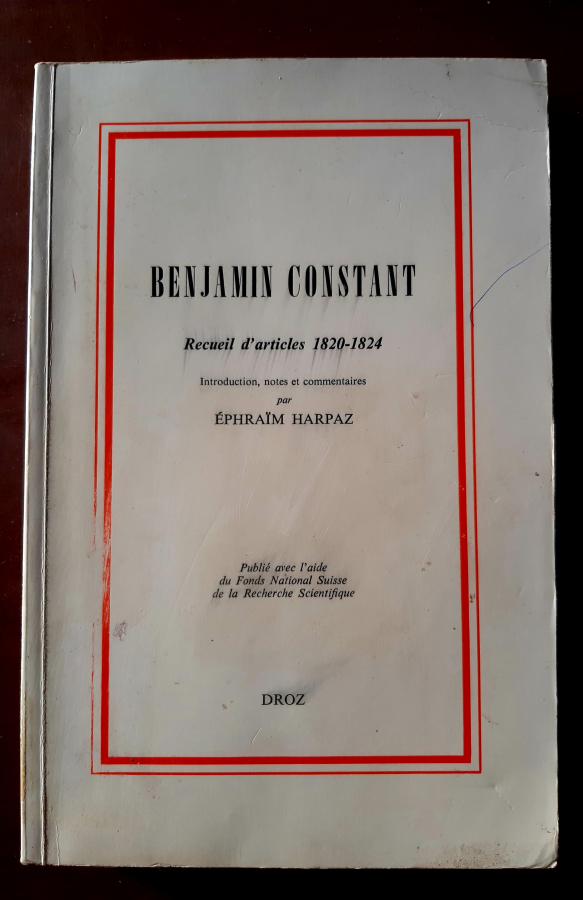 BENJAMIN CONSTANT
Recueil d'articles 1820-1824
Introduction, notes et commentaires
par
ÉPHRAÏM HARPAZ
Publié avec l'aide
du Fonds National Suisse
de la Recherche Scientifique
DROZ